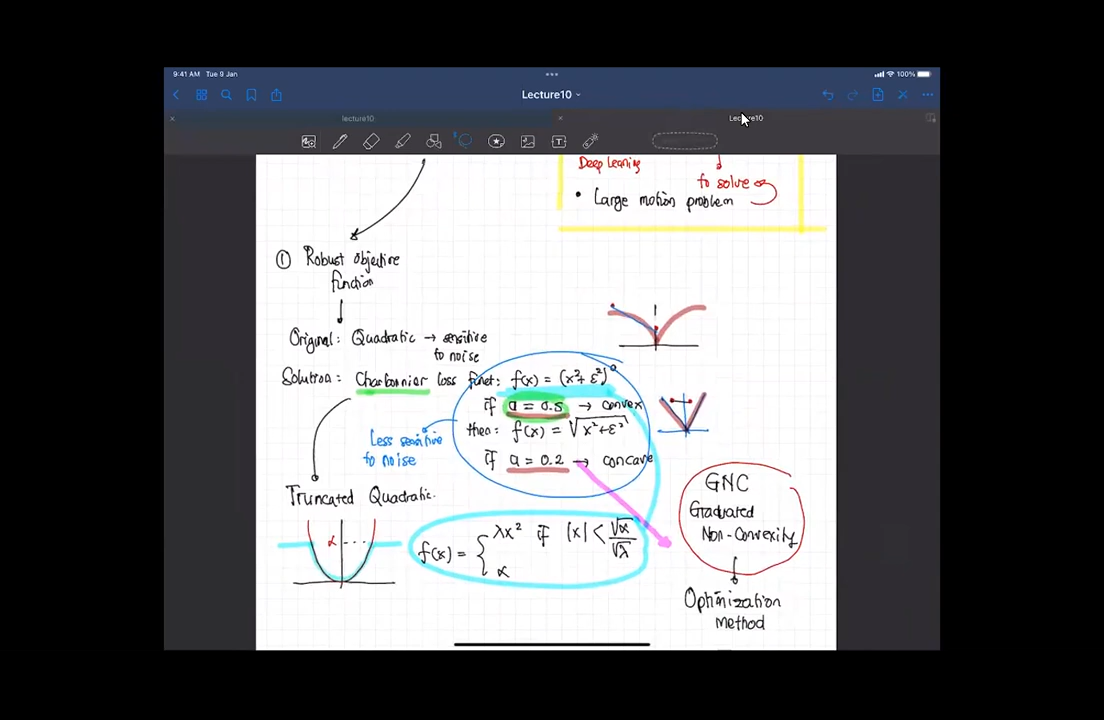 9:41 AM Tue 9 Jan
100%
Lecture10
lecture10
Lecture10
Deep learning
to solve
• Large motion problem
① Robust objective
function
Original: Quadratic → sensitive
to noise
Solution: Charbonnier loss funct: f(x) = (x²+ε²)ᵃ
if a = 0.5 → convex
then: f(x) = √x²+ε²
Less sensitive
to noise
if a = 0.2 → concave
Truncated Quadratic.
α
f(x) = { λx² if |x| < √α/√λ
α
GNC
Graduated
Non-Convexity
Optimization
Method